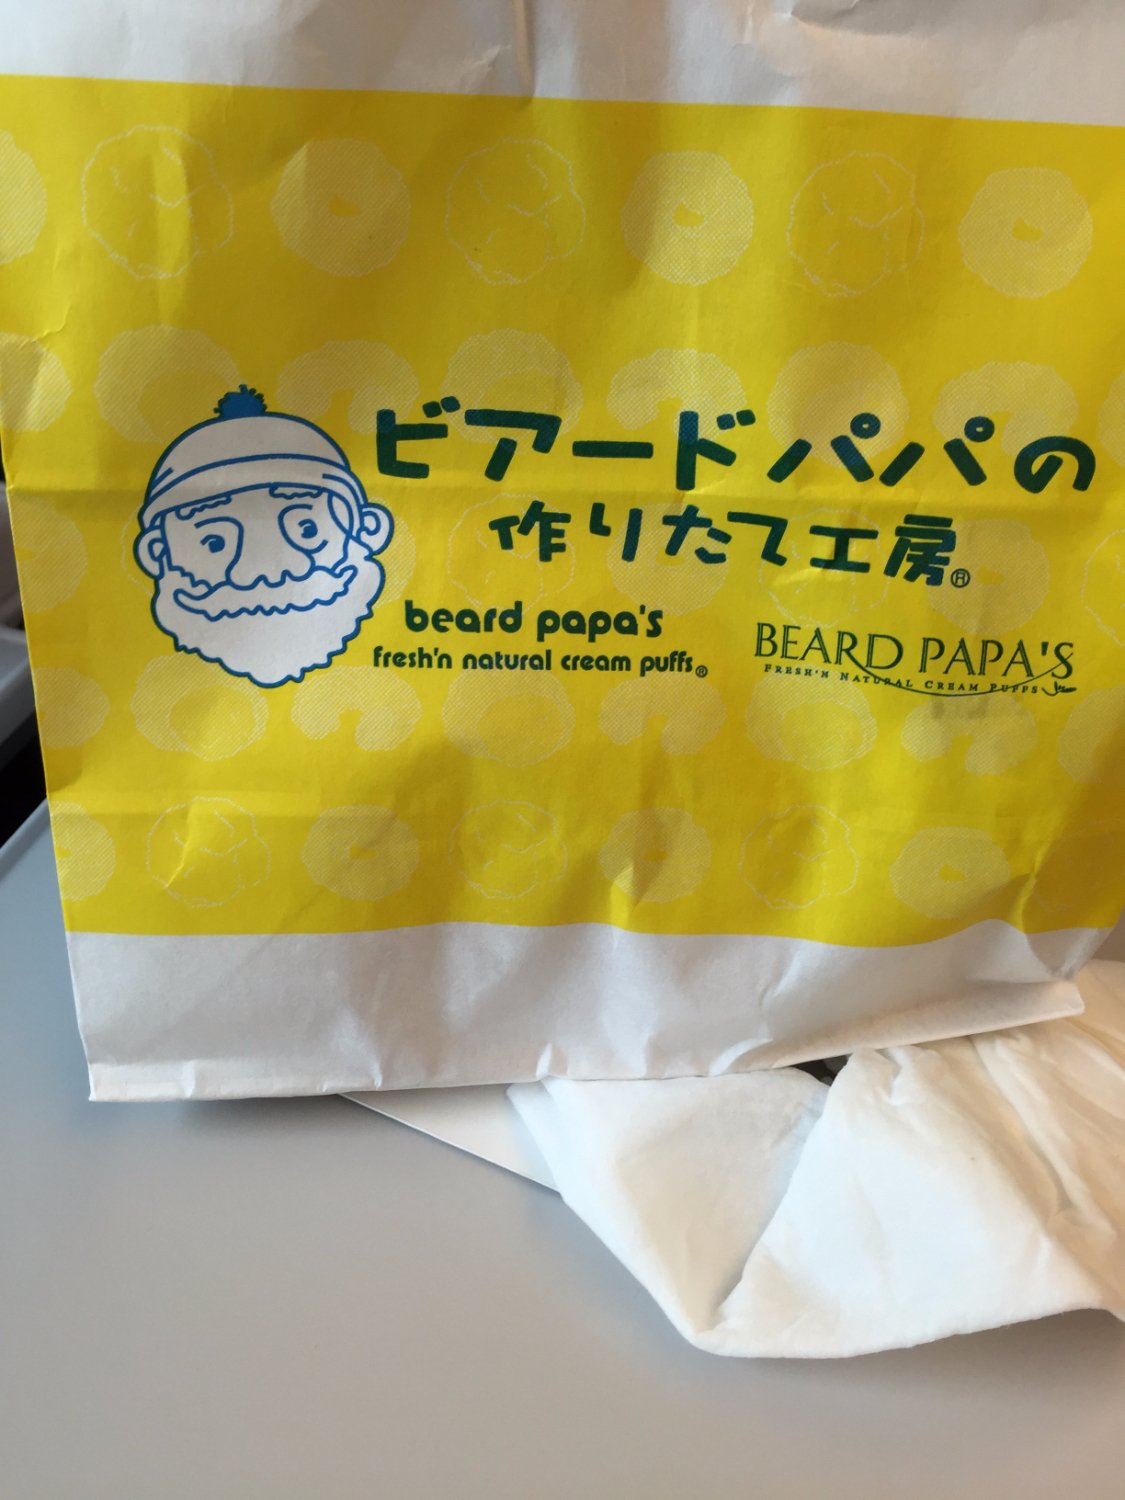 ビアードパパの
作りたて工房®
beard papa's
fresh'n natural cream puffs®
BEARD PAPA'S
FRESH'N NATURAL CREAM PUFFS